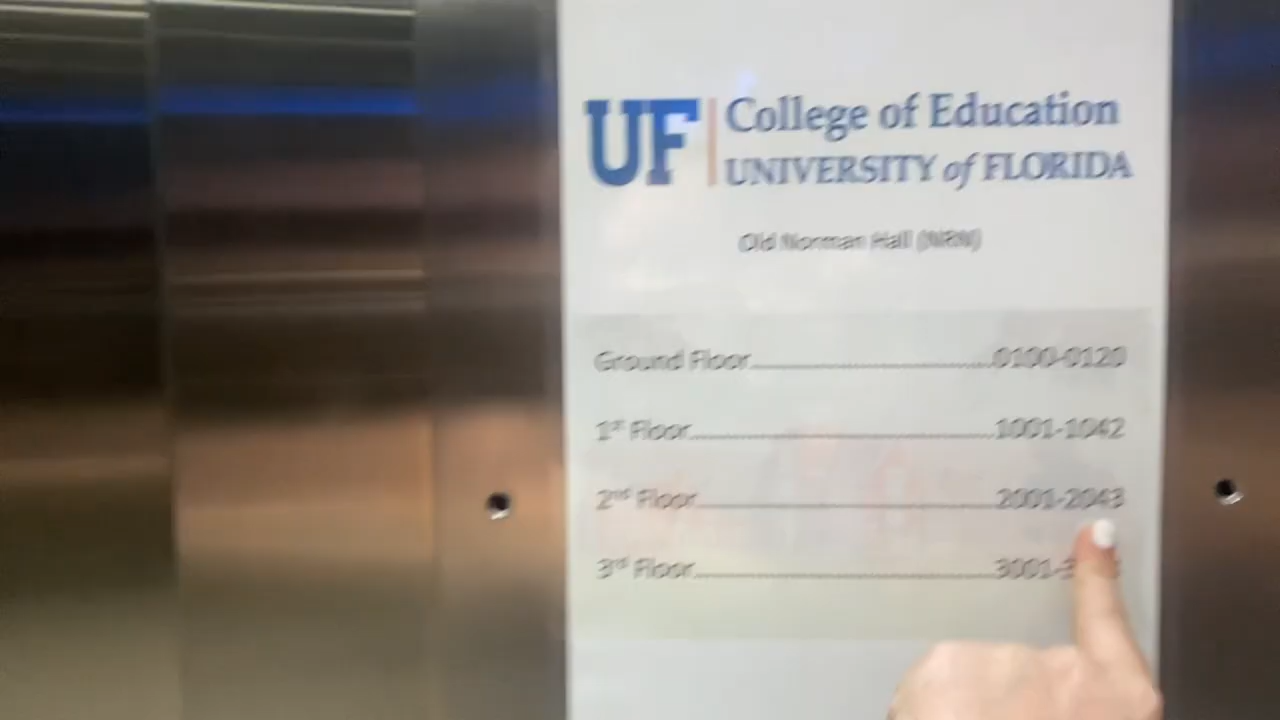 UF College of Education
UNIVERSITY of FLORIDA
Old Norman Hall (NRN)
Ground Floor 0100-0120
1st Floor 1001-1042
2nd Floor 2001-2043
3rd Floor 3001-